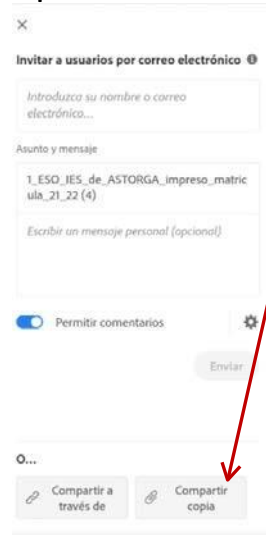 Invitar a usuarios por correo electrónico
Introduzca su nombre o correo
electrónico...
Asunto y mensaje
1_ESO_IES_de_ASTORGA_impreso_matric
ula_21_22 (4)
Escribir un mensaje personal (opcional)
Permitir comentarios
Enviar
O...
Compartir a
través de
Compartir
copia